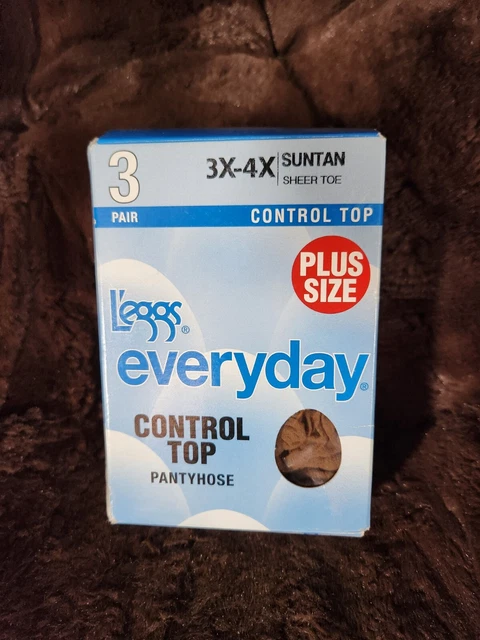 3
PAIR
3X-4X
SUNTAN
SHEER TOE
CONTROL TOP
PLUS
SIZE
L'eggs®
everyday®
CONTROL
TOP
PANTYHOSE